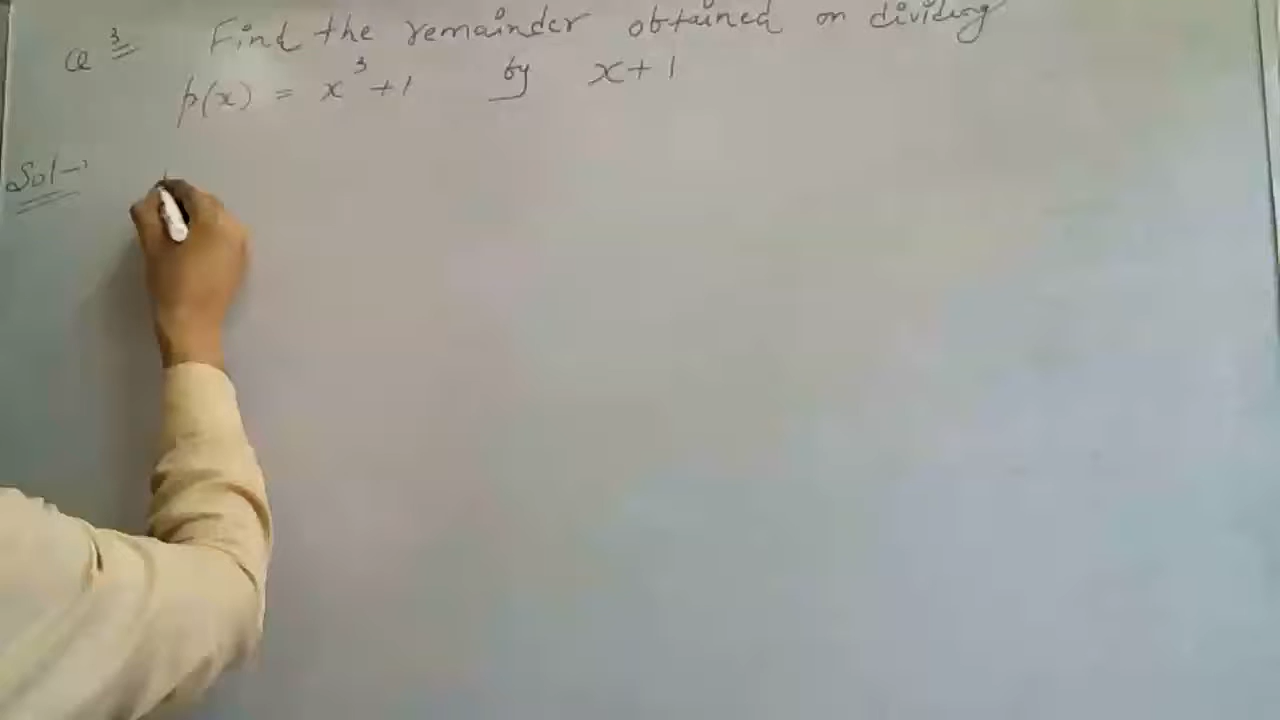 Q 3 Find the remainder obtained on dividing
p(x) = x³+1 by x+1
Sol→